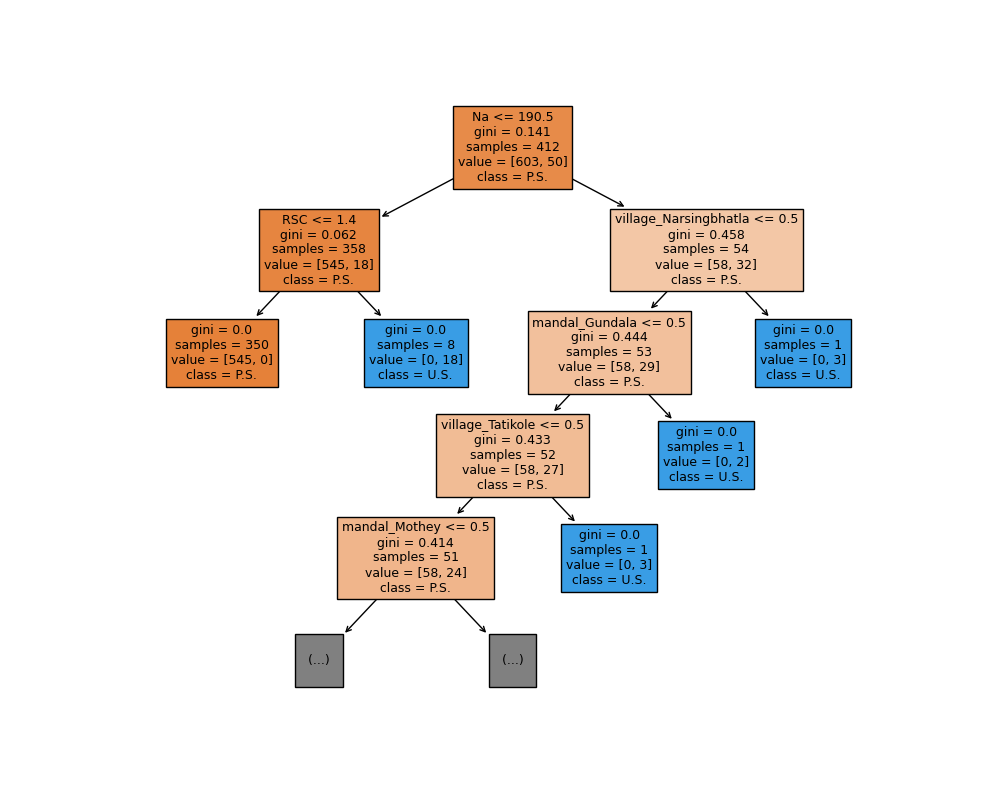 Na <= 190.5
gini = 0.141
samples = 412
value = [603, 50]
class = P.S.
RSC <= 1.4
gini = 0.062
samples = 358
value = [545, 18]
class = P.S.
village_Narsingbhatla <= 0.5
gini = 0.458
samples = 54
value = [58, 32]
class = P.S.
gini = 0.0
samples = 350
value = [545, 0]
class = P.S.
gini = 0.0
samples = 8
value = [0, 18]
class = U.S.
mandal_Gundala <= 0.5
gini = 0.444
samples = 53
value = [58, 29]
class = P.S.
gini = 0.0
samples = 1
value = [0, 3]
class = U.S.
village_Tatikole <= 0.5
gini = 0.433
samples = 52
value = [58, 27]
class = P.S.
gini = 0.0
samples = 1
value = [0, 2]
class = U.S.
mandal_Mothey <= 0.5
gini = 0.414
samples = 51
value = [58, 24]
class = P.S.
gini = 0.0
samples = 1
value = [0, 3]
class = U.S.
(...)
(...)